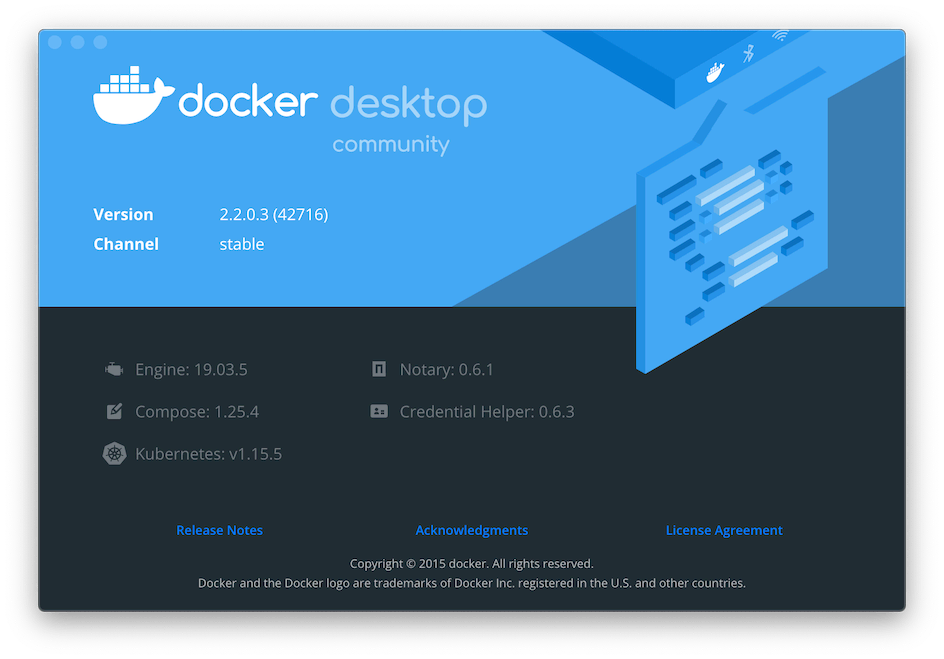 docker desktop
community
Version 2.2.0.3 (42716)
Channel stable
Engine: 19.03.5 Notary: 0.6.1
Compose: 1.25.4 Credential Helper: 0.6.3
Kubernetes: v1.15.5
Release Notes Acknowledgments License Agreement
Copyright © 2015 docker. All rights reserved.
Docker and the Docker logo are trademarks of Docker Inc. registered in the U.S. and other countries.